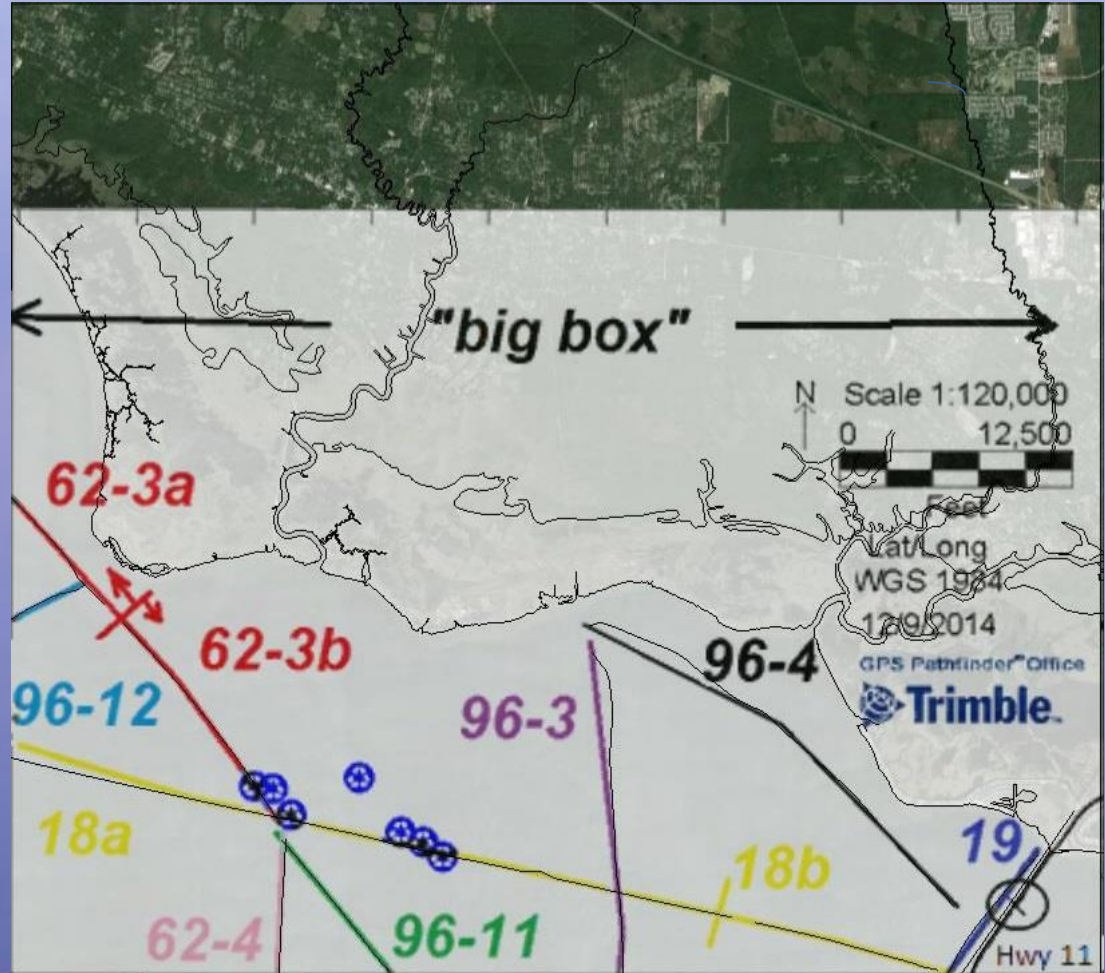 "big box"
N Scale 1:120,000
0 12,500
Feet
Lat/Long
WGS 1984
12/9/2014
GPS Pathfinder™Office
Trimble.
62-3a
62-3b
96-4
96-12
96-3
18a
19
18b
62-4
96-11
Hwy 11